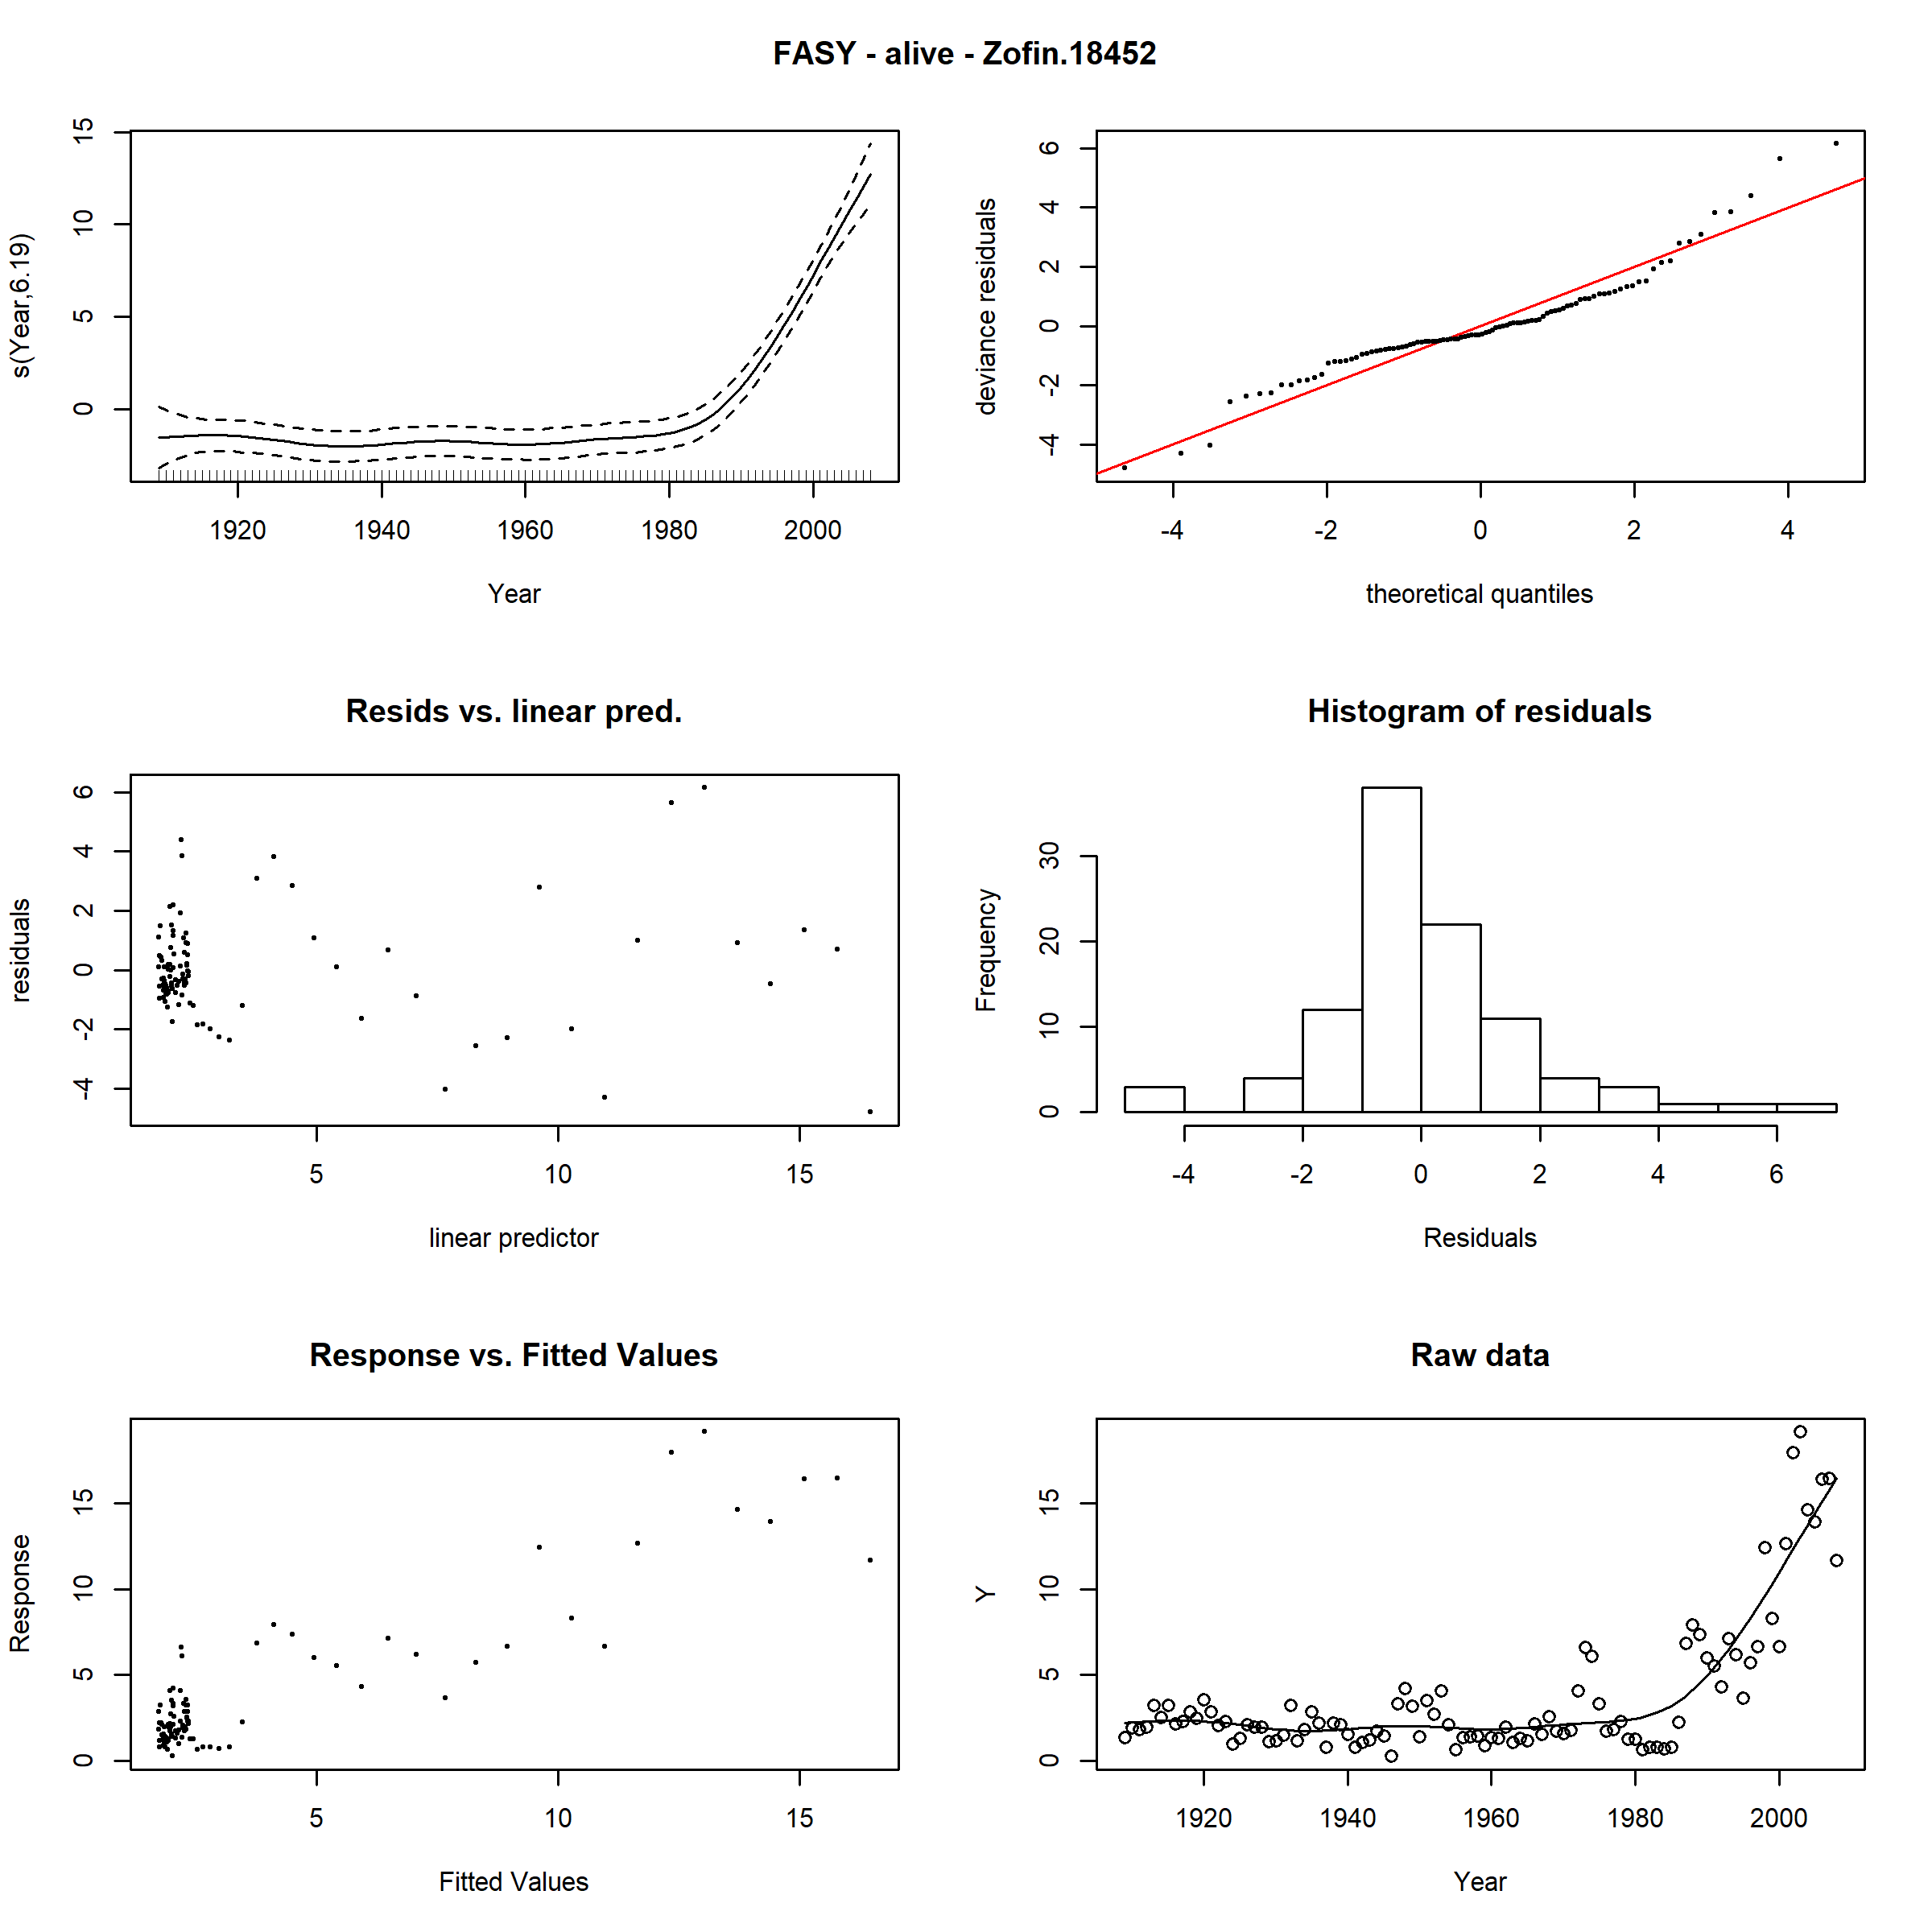 FASY - alive - Zofin.18452
s(Year,6.19)
0 5 10 15
1920 1940 1960 1980 2000
Year
deviance residuals
-4 -2 0 2 4 6
-4 -2 0 2 4
theoretical quantiles
Resids vs. linear pred.
residuals
-4 -2 0 2 4 6
5 10 15
linear predictor
Histogram of residuals
Frequency
0 10 20 30
-4 -2 0 2 4 6
Residuals
Response vs. Fitted Values
Response
0 5 10 15
5 10 15
Fitted Values
Raw data
Y
0 5 10 15
1920 1940 1960 1980 2000
Year